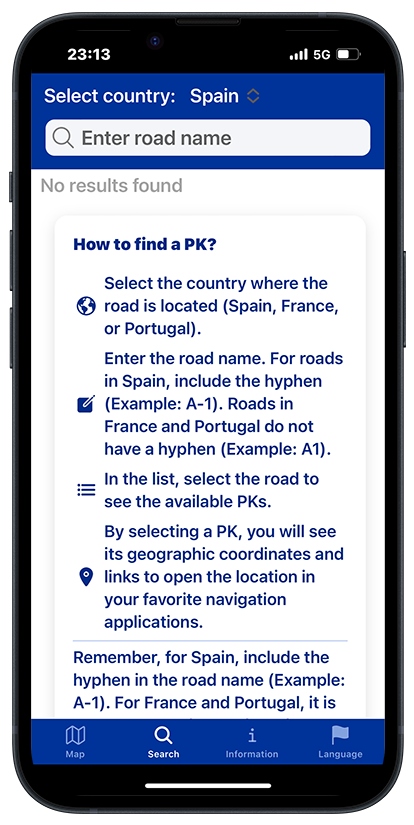 23:13
5G
Select country: Spain
Enter road name
No results found
How to find a PK?
Select the country where the
road is located (Spain, France,
or Portugal).
Enter the road name. For roads
in Spain, include the hyphen
(Example: A-1). Roads in
France and Portugal do not
have a hyphen (Example: A1).
In the list, select the road to
see the available PKs.
By selecting a PK, you will see
its geographic coordinates and
links to open the location in
your favorite navigation
applications.
Remember, for Spain, include the
hyphen in the road name (Example:
A-1). For France and Portugal, it is
Map Search Information Language